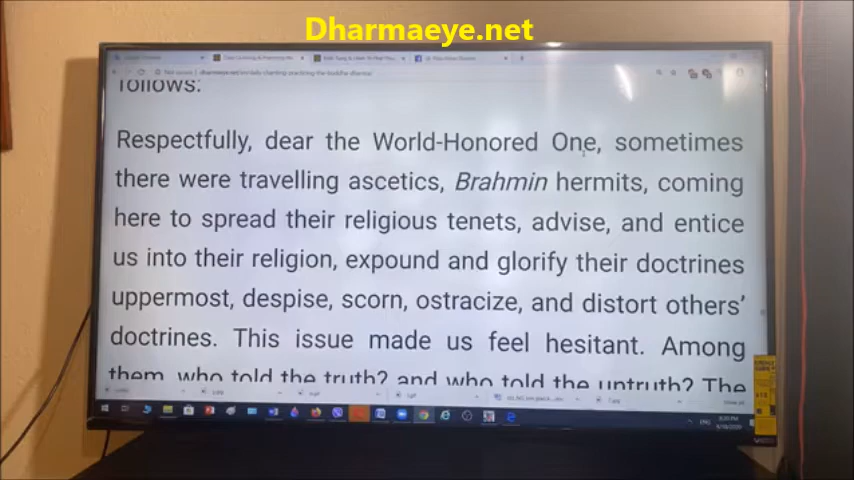 Dharmaeye.net
follows:
Respectfully, dear the World-Honored One, sometimes
there were travelling ascetics, Brahmin hermits, coming
here to spread their religious tenets, advise, and entice
us into their religion, expound and glorify their doctrines
uppermost, despise, scorn, ostracize, and distort others’
doctrines. This issue made us feel hesitant. Among
them, who told the truth? and who told the untruth? The